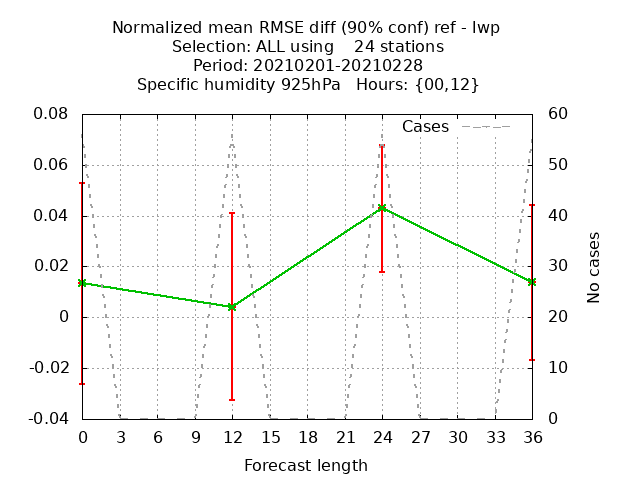 Normalized mean RMSE diff (90% conf) ref - lwp
Selection: ALL using    24 stations
Period: 20210201-20210228
Specific humidity 925hPa   Hours: {00,12}
Cases
0.08
0.06
0.04
0.02
0
-0.02
-0.04
60
50
40
30
20
10
0
No cases
0 3 6 9 12 15 18 21 24 27 30 33 36
Forecast length